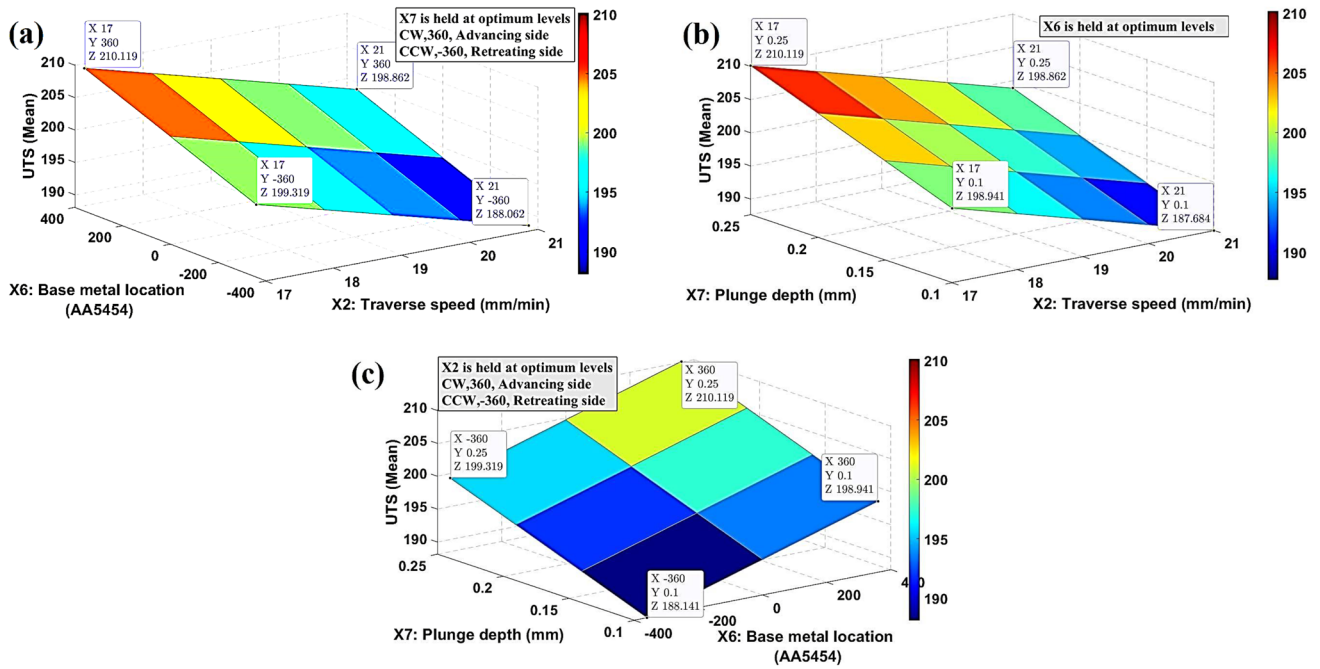 (a)
X7 is held at optimum levels
CW,360, Advancing side
CCW,-360, Retreating side
X 17
Y 360
Z 210.119
X 21
Y 360
Z 198.862
X 17
Y -360
Z 199.319
X 21
Y -360
Z 188.062
UTS (Mean)
210
205
200
195
190
400
200
0
-200
-400
17
18
19
20
21
X6: Base metal location
(AA5454)
X2: Traverse speed (mm/min)
210
205
200
195
190
(b)
X6 is held at optimum levels
X 17
Y 0.25
Z 210.119
X 21
Y 0.25
Z 198.862
X 17
Y 0.1
Z 198.941
X 21
Y 0.1
Z 187.684
UTS (Mean)
210
205
200
195
190
0.25
0.2
0.15
0.1
17
18
19
20
21
X7: Plunge depth (mm)
X2: Traverse speed (mm/min)
210
205
200
195
190
(c)
X2 is held at optimum levels
CW,360, Advancing side
CCW,-360, Retreating side
X 360
Y 0.25
Z 210.119
X -360
Y 0.25
Z 199.319
X 360
Y 0.1
Z 198.941
X -360
Y 0.1
Z 188.141
UTS (Mean)
210
205
200
195
190
0.25
0.2
0.15
0.1
-400
-200
0
200
400
X7: Plunge depth (mm)
X6: Base metal location
(AA5454)
210
205
200
195
190